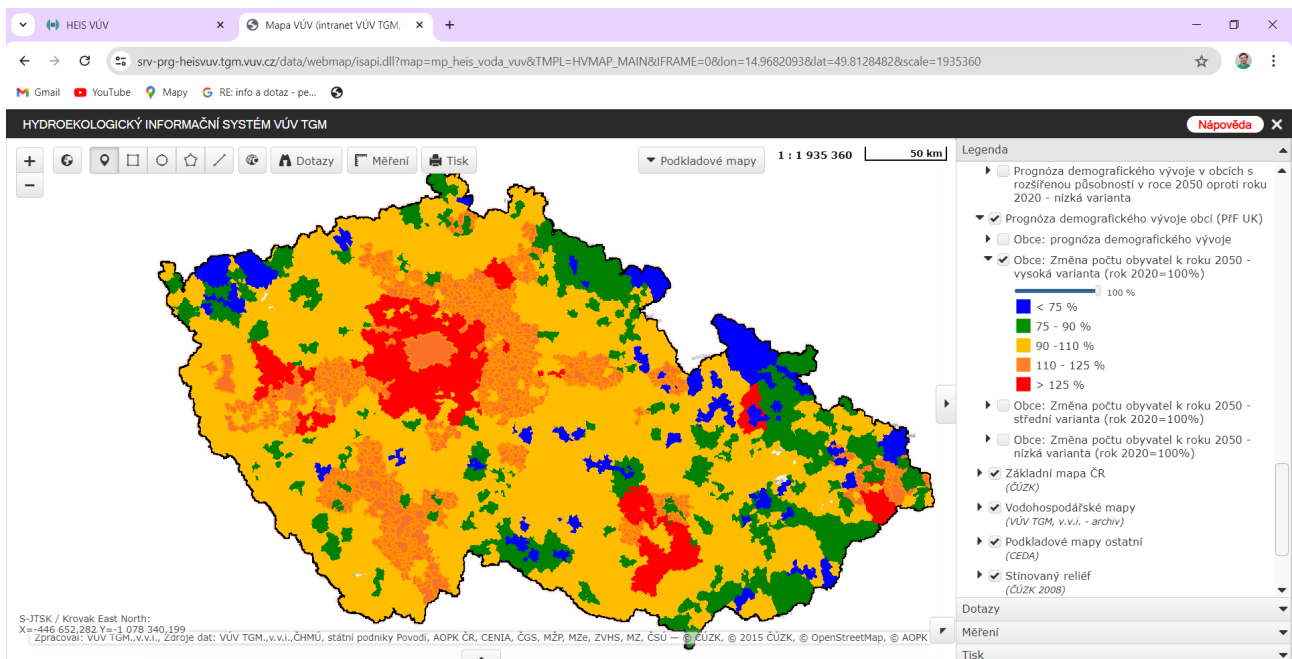 HEIS VÚV
Mapa VÚV (intranet VÚV TGM,
srv-prg-heisvuv.tgm.vuv.cz/data/webmap/isapi.dll?map=mp_heis_voda_vuv&TMPL=HVMAP_MAIN&IFRAME=0&lon=14.9682093&lat=49.8128482&scale=1935360
Gmail YouTube Mapy RE: info a dotaz - pe...
HYDROEKOLOGICKÝ INFORMAČNÍ SYSTÉM VÚV TGM
Nápověda
Dotazy Měření Tisk
Podkladové mapy
1 : 1 935 360
50 km
Legenda
Prognóza demografického vývoje v obcích s
rozšířenou působností v roce 2050 oproti roku
2020 - nízká varianta
Prognóza demografického vývoje obcí (PřF UK)
Obce: prognóza demografického vývoje
Obce: Změna počtu obyvatel k roku 2050 -
vysoká varianta (rok 2020=100%)
100 %
< 75 %
75 - 90 %
90 -110 %
110 - 125 %
> 125 %
Obce: Změna počtu obyvatel k roku 2050 -
střední varianta (rok 2020=100%)
Obce: Změna počtu obyvatel k roku 2050 -
nízká varianta (rok 2020=100%)
Základní mapa ČR
(ČÚZK)
Vodohospodářské mapy
(VÚV TGM, v.v.i. - archiv)
Podkladové mapy ostatní
(CEDA)
Stínovaný reliéf
(ČÚZK 2008)
Dotazy
Měření
Tisk
S-JTSK / Krovak East North:
X=-446 652,282 Y=-1 078 340,199
Zpracoval: VÚV TGM.,v.v.i., Zdroje dat: VÚV TGM.,v.v.i.,ČHMÚ, státní podniky Povodí, AOPK ČR, CENIA, ČGS, MŽP, MZe, ZVHS, MZ, ČSÚ — © ČÚZK, © 2015 ČÚZK, © OpenStreetMap, © AOPK